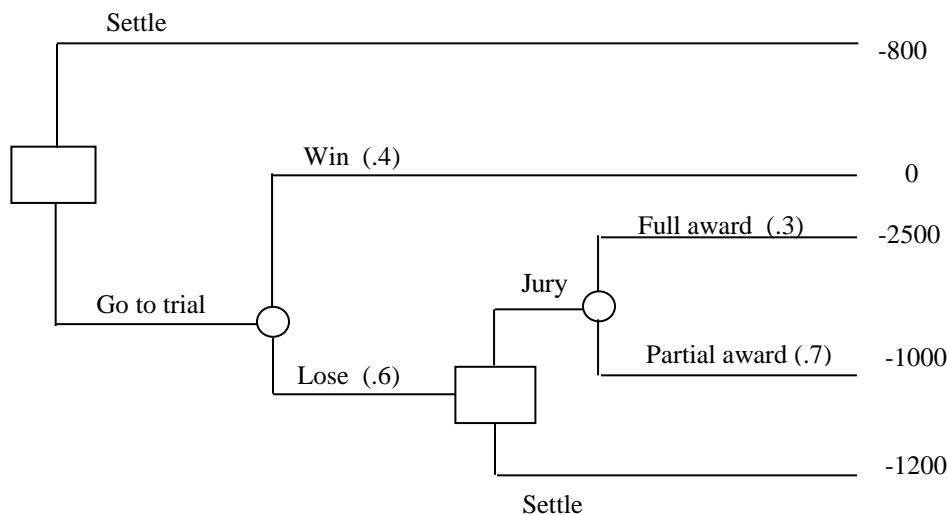 Settle
-800
Win (.4)
0
Full award (.3)
-2500
Jury
Go to trial
Partial award (.7)
-1000
Lose (.6)
-1200
Settle